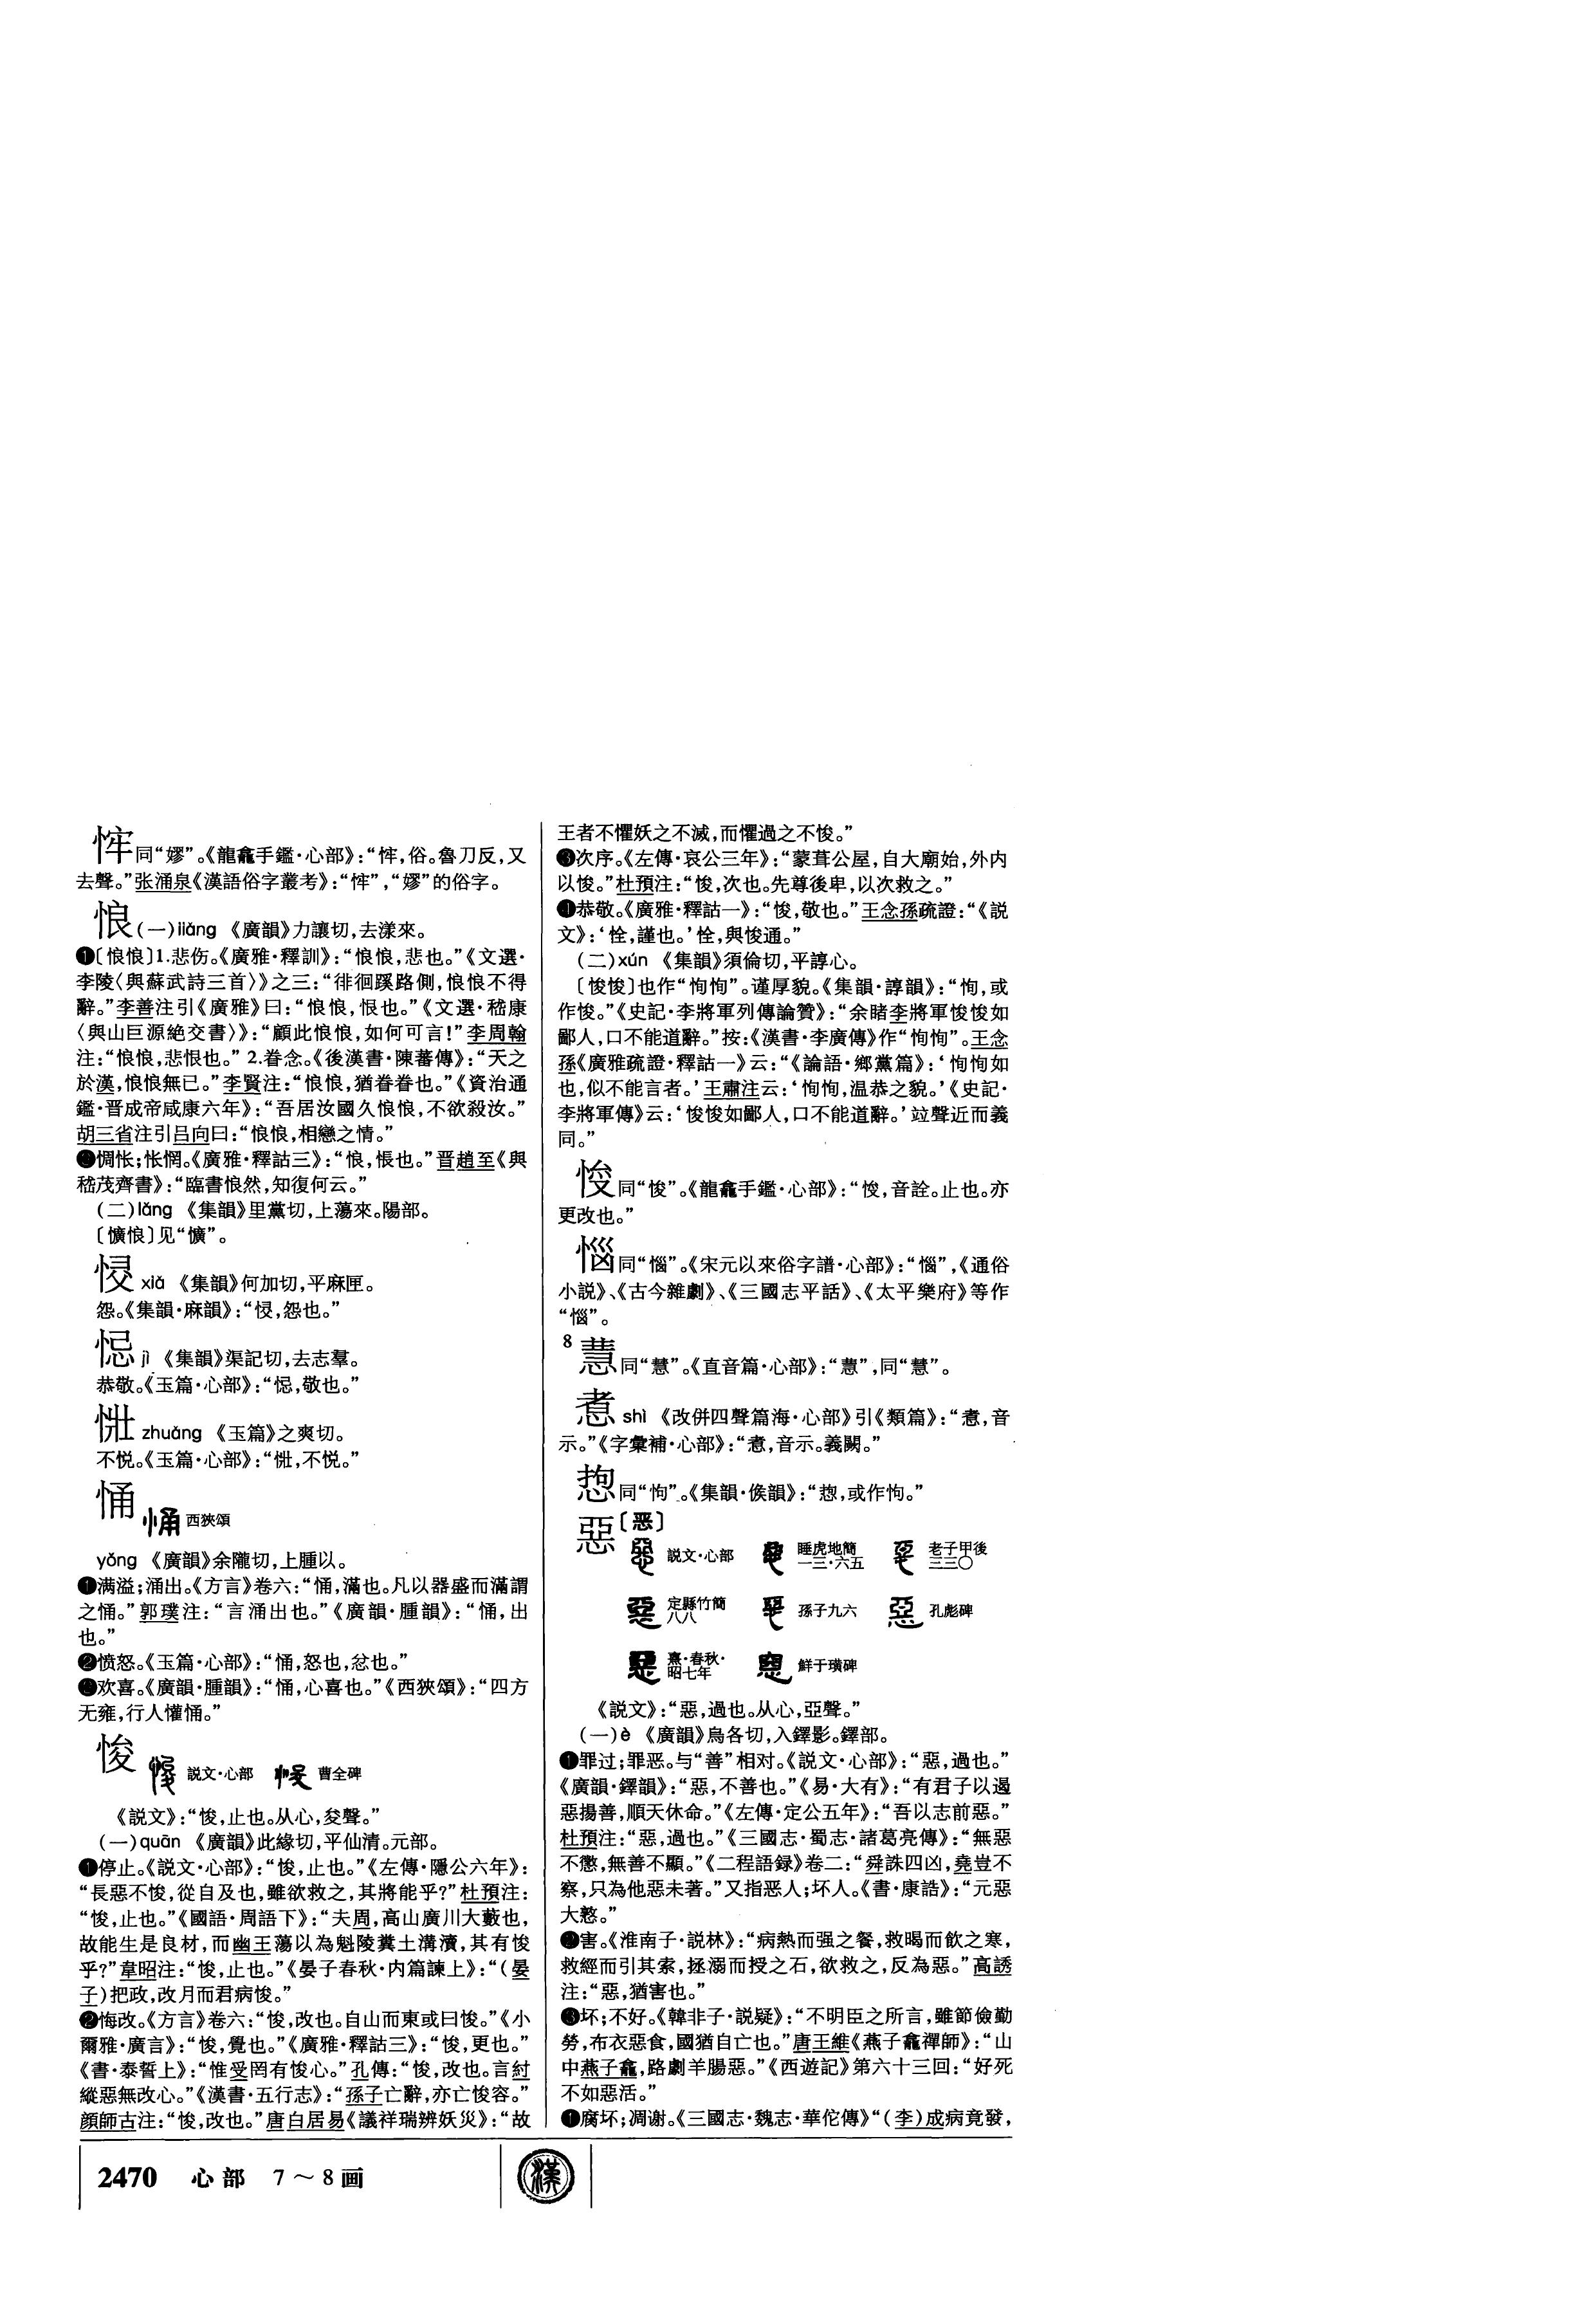 㤽同“嫪”。《龍龕手鑑·心部》：“㤽，俗。魯刀反，又
去聲。”张涌泉《漢語俗字叢考》：“㤽”，“嫪”的俗字。
悢(一)liàng 《廣韻》力讓切，去漾來。
❶〔悢悢〕1.悲伤。《廣雅·釋訓》：“悢悢，悲也。”《文選·
李陵〈與蘇武詩三首〉》之三：“徘徊蹊路側，悢悢不得
辭。”李善注引《廣雅》曰：“悢悢，恨也。”《文選·嵇康
〈與山巨源絶交書〉》：“顧此悢悢，如何可言！”李周翰
注：“悢悢，悲恨也。”2.眷念。《後漢書·陳蕃傳》：“天之
於漢，悢悢無已。”李賢注：“悢悢，猶眷眷也。”《資治通
鑑·晋成帝咸康六年》：“吾居汝國久悢悢，不欲殺汝。”
胡三省注引吕向曰：“悢悢，相戀之情。”
❷惆怅；怅惘。《廣雅·釋詁三》：“悢，悵也。”晋趙至《與
嵇茂齊書》：“臨書悢然，知復何云。”
(二)lǎng 《集韻》里黨切，上蕩來。陽部。
〔懭悢〕见“懭”。
xiá 《集韻》何加切，平麻匣。
怨。《集韻·麻韻》：“，怨也。”
㤵 jì 《集韻》渠記切，去志羣。
恭敬。《玉篇·心部》：“㤵，敬也。”
zhuǎng 《玉篇》之爽切。
不悦。《玉篇·心部》：“，不悦。”
悀 西狹頌
yǒng 《廣韻》余隴切，上腫以。
❶满溢；涌出。《方言》卷六：“悀，滿也。凡以器盛而滿謂
之悀。”郭璞注：“言涌出也。”《廣韻·腫韻》：“悀，出
也。”
❷愤怒。《玉篇·心部》：“悀，怒也，忿也。”
❸欢喜。《廣韻·腫韻》：“悀，心喜也。”《西狹頌》：“四方
无雍，行人懽悀。”
悛 説文·心部 曹全碑
《説文》：“悛，止也。从心，夋聲。”
(一)quān 《廣韻》此緣切，平仙清。元部。
❶停止。《説文·心部》：“悛，止也。”《左傳·隱公六年》：
“長惡不悛，從自及也，雖欲救之，其將能乎？”杜預注：
“悛，止也。”《國語·周語下》：“夫周，高山廣川大藪也，
故能生是良材，而幽王蕩以為魁陵糞土溝瀆，其有悛
乎？”韋昭注：“悛，止也。”《晏子春秋·内篇諫上》：“（晏
子）把政，改月而君病悛。”
❷悔改。《方言》卷六：“悛，改也。自山而東或曰悛。”《小
爾雅·廣言》：“悛，覺也。”《廣雅·釋詁三》：“悛，更也。”
《書·泰誓上》：“惟受罔有悛心。”孔傳：“悛，改也。言紂
縱惡無改心。”《漢書·五行志》：“孫子亡辭，亦亡悛容。”
顔師古注：“悛，改也。”唐白居易《議祥瑞辨妖災》：“故
王者不懼妖之不滅，而懼過之不悛。”
❸次序。《左傳·哀公三年》：“蒙葺公屋，自大廟始，外内
以悛。”杜預注：“悛，次也。先尊後卑，以次救之。”
❹恭敬。《廣雅·釋詁一》：“悛，敬也。”王念孫疏證：“《説
文》：‘恮，謹也。’恮，與悛通。”
(二)xún 《集韻》須倫切，平諄心。
〔悛悛〕也作“恂恂”。谨厚貌。《集韻·諄韻》：“恂，或
作悛。”《史記·李將軍列傳論贊》：“余睹李將軍悛悛如
鄙人，口不能道辭。”按：《漢書·李廣傳》作“恂恂”。王念
孫《廣雅疏證·釋詁一》云：“《論語·鄉黨篇》：‘恂恂如
也，似不能言者。’王肅注云：‘恂恂，温恭之貌。’《史記·
李將軍傳》云：‘悛悛如鄙人，口不能道辭。’竝聲近而義
同。”
同“悛”。《龍龕手鑑·心部》：“，音詮。止也。亦
更改也。”
同“惱”。《宋元以來俗字譜·心部》：“惱”，《通俗
小説》、《古今雜劇》、《三國志平話》、《太平樂府》等作
“”。
8 同“慧”。《直音篇·心部》：“”，同“慧”。
shì 《改併四聲篇海·心部》引《類篇》：“，音
示。”《字彙補·心部》：“，音示。義闕。”
同“怐”。《集韻·侯韻》：“，或作怐。”
惡〔恶〕
説文·心部 睡虎地簡一三·六五 老子甲後三三〇
定縣竹簡八八 孫子九六 孔彪碑
熹·春秋·昭七年 鮮于璜碑
《説文》：“惡，過也。从心，亞聲。”
(一)è 《廣韻》烏各切，入鐸影。鐸部。
❶罪过；罪恶。与“善”相对。《説文·心部》：“惡，過也。”
《廣韻·鐸韻》：“惡，不善也。”《易·大有》：“有君子以遏
惡揚善，順天休命。”《左傳·定公五年》：“吾以志前惡。”
杜預注：“惡，過也。”《三國志·蜀志·諸葛亮傳》：“無惡
不懲，無善不顯。”《二程語録》卷二：“舜誅四凶，堯豈不
察，只為他惡未著。”又指恶人；坏人。《書·康誥》：“元惡
大憝。”
❷害。《淮南子·説林》：“病熱而强之餐，救暍而飲之寒，
救經而引其索，拯溺而授之石，欲救之，反為惡。”高誘
注：“惡，猶害也。”
❸坏；不好。《韓非子·説疑》：“不明臣之所言，雖節儉勤
勞，布衣惡食，國猶自亡也。”唐王維《燕子龕禪師》：“山
中燕子龕，路劇羊腸惡。”《西遊記》第六十三回：“好死
不如惡活。”
❹腐坏；凋谢。《三國志·魏志·華佗傳》“（李）成病竟發，
2470 心部 7～8画
漢